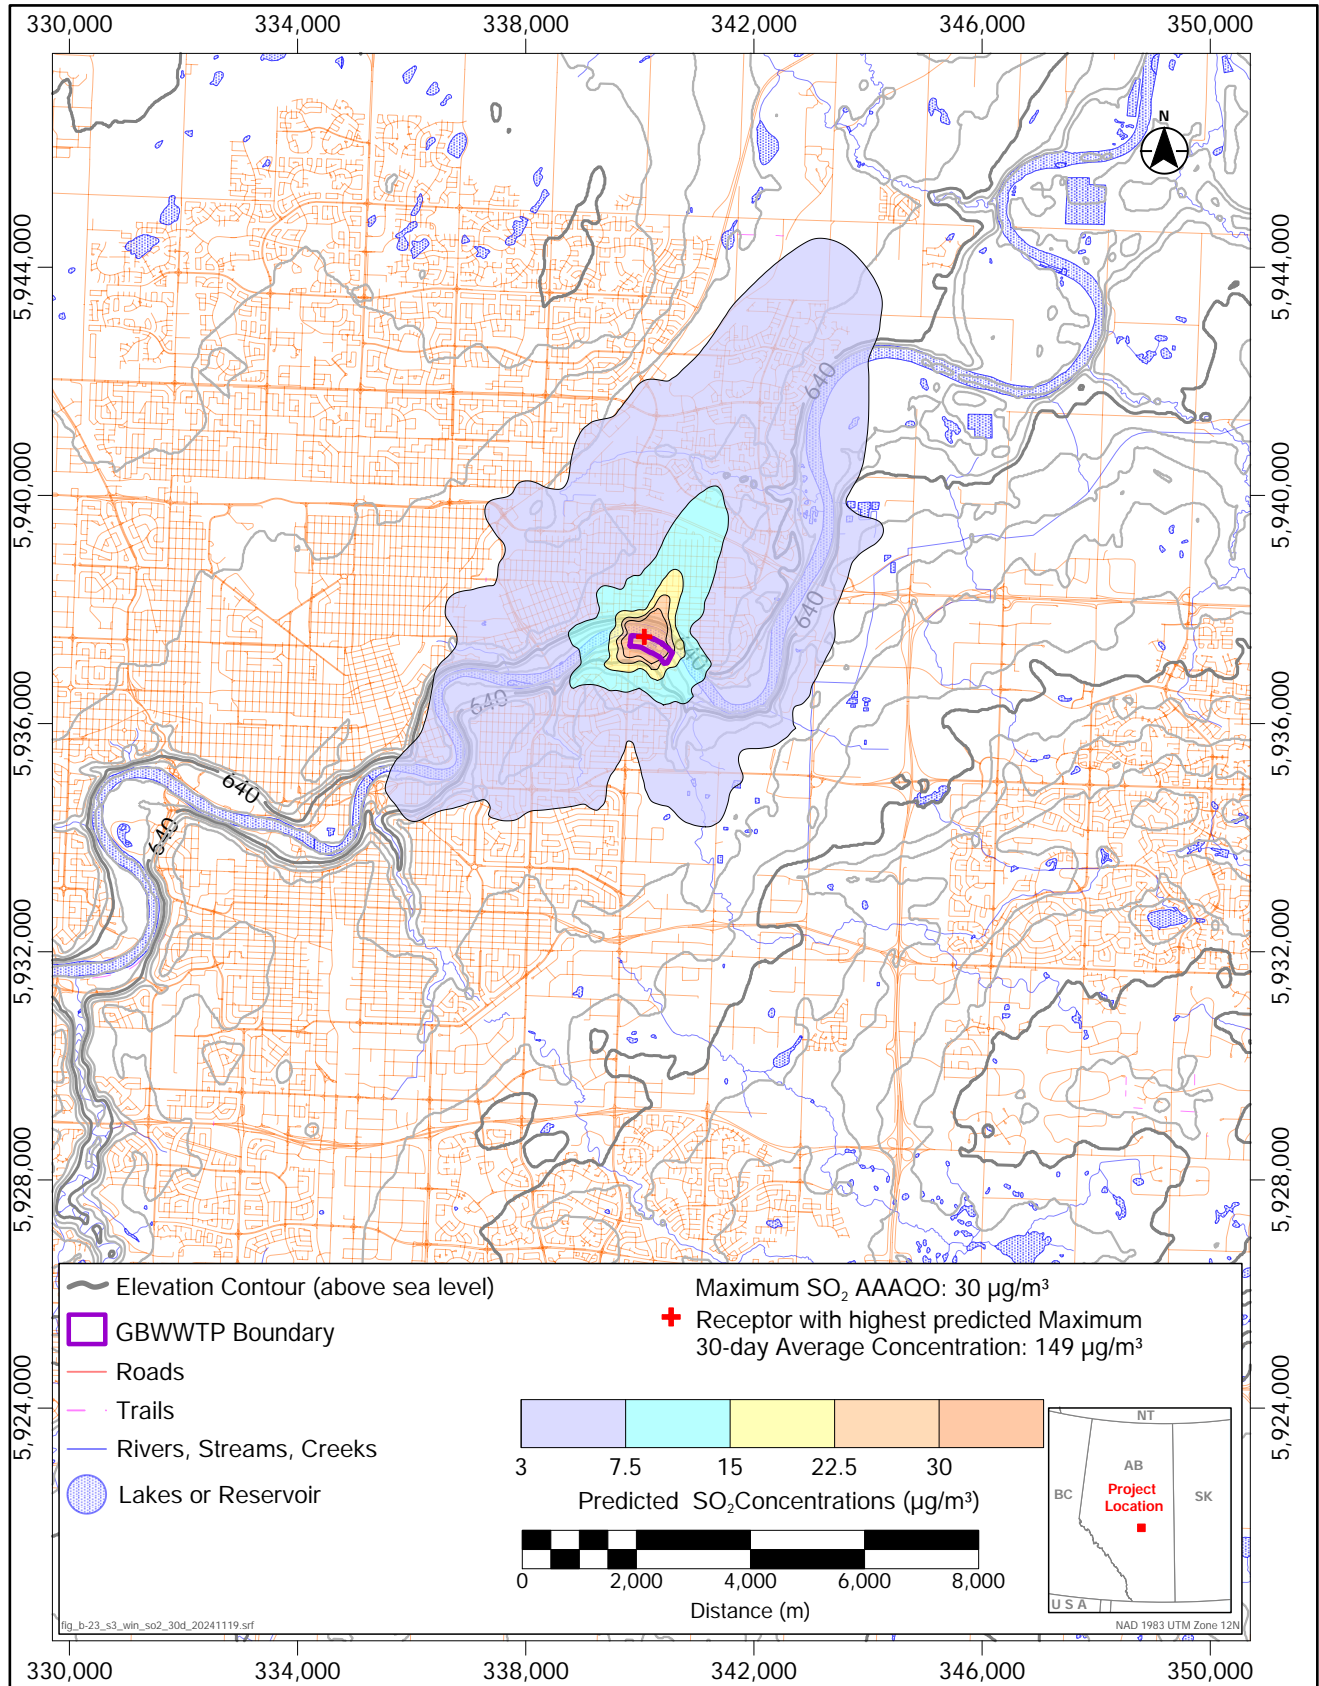 330,000 334,000 338,000 342,000 346,000 350,000
N
5,944,000 5,944,000
640
5,940,000 5,940,000
640
640
640
5,936,000 5,936,000
640
640
5,932,000 5,932,000
5,928,000 5,928,000
Elevation Contour (above sea level)
GBWWTP Boundary
Roads
Trails
Rivers, Streams, Creeks
Lakes or Reservoir
Maximum SO₂ AAAQO: 30 µg/m³
Receptor with highest predicted Maximum
30-day Average Concentration: 149 µg/m³
5,924,000 5,924,000
3 7.5 15 22.5 30
Predicted SO₂Concentrations (µg/m³)
0 2,000 4,000 6,000 8,000
Distance (m)
NT
AB
BC
Project
Location
SK
USA
fig_b-23_s3_win_so2_30d_20241119.srf
NAD 1983 UTM Zone 12N
330,000 334,000 338,000 342,000 346,000 350,000